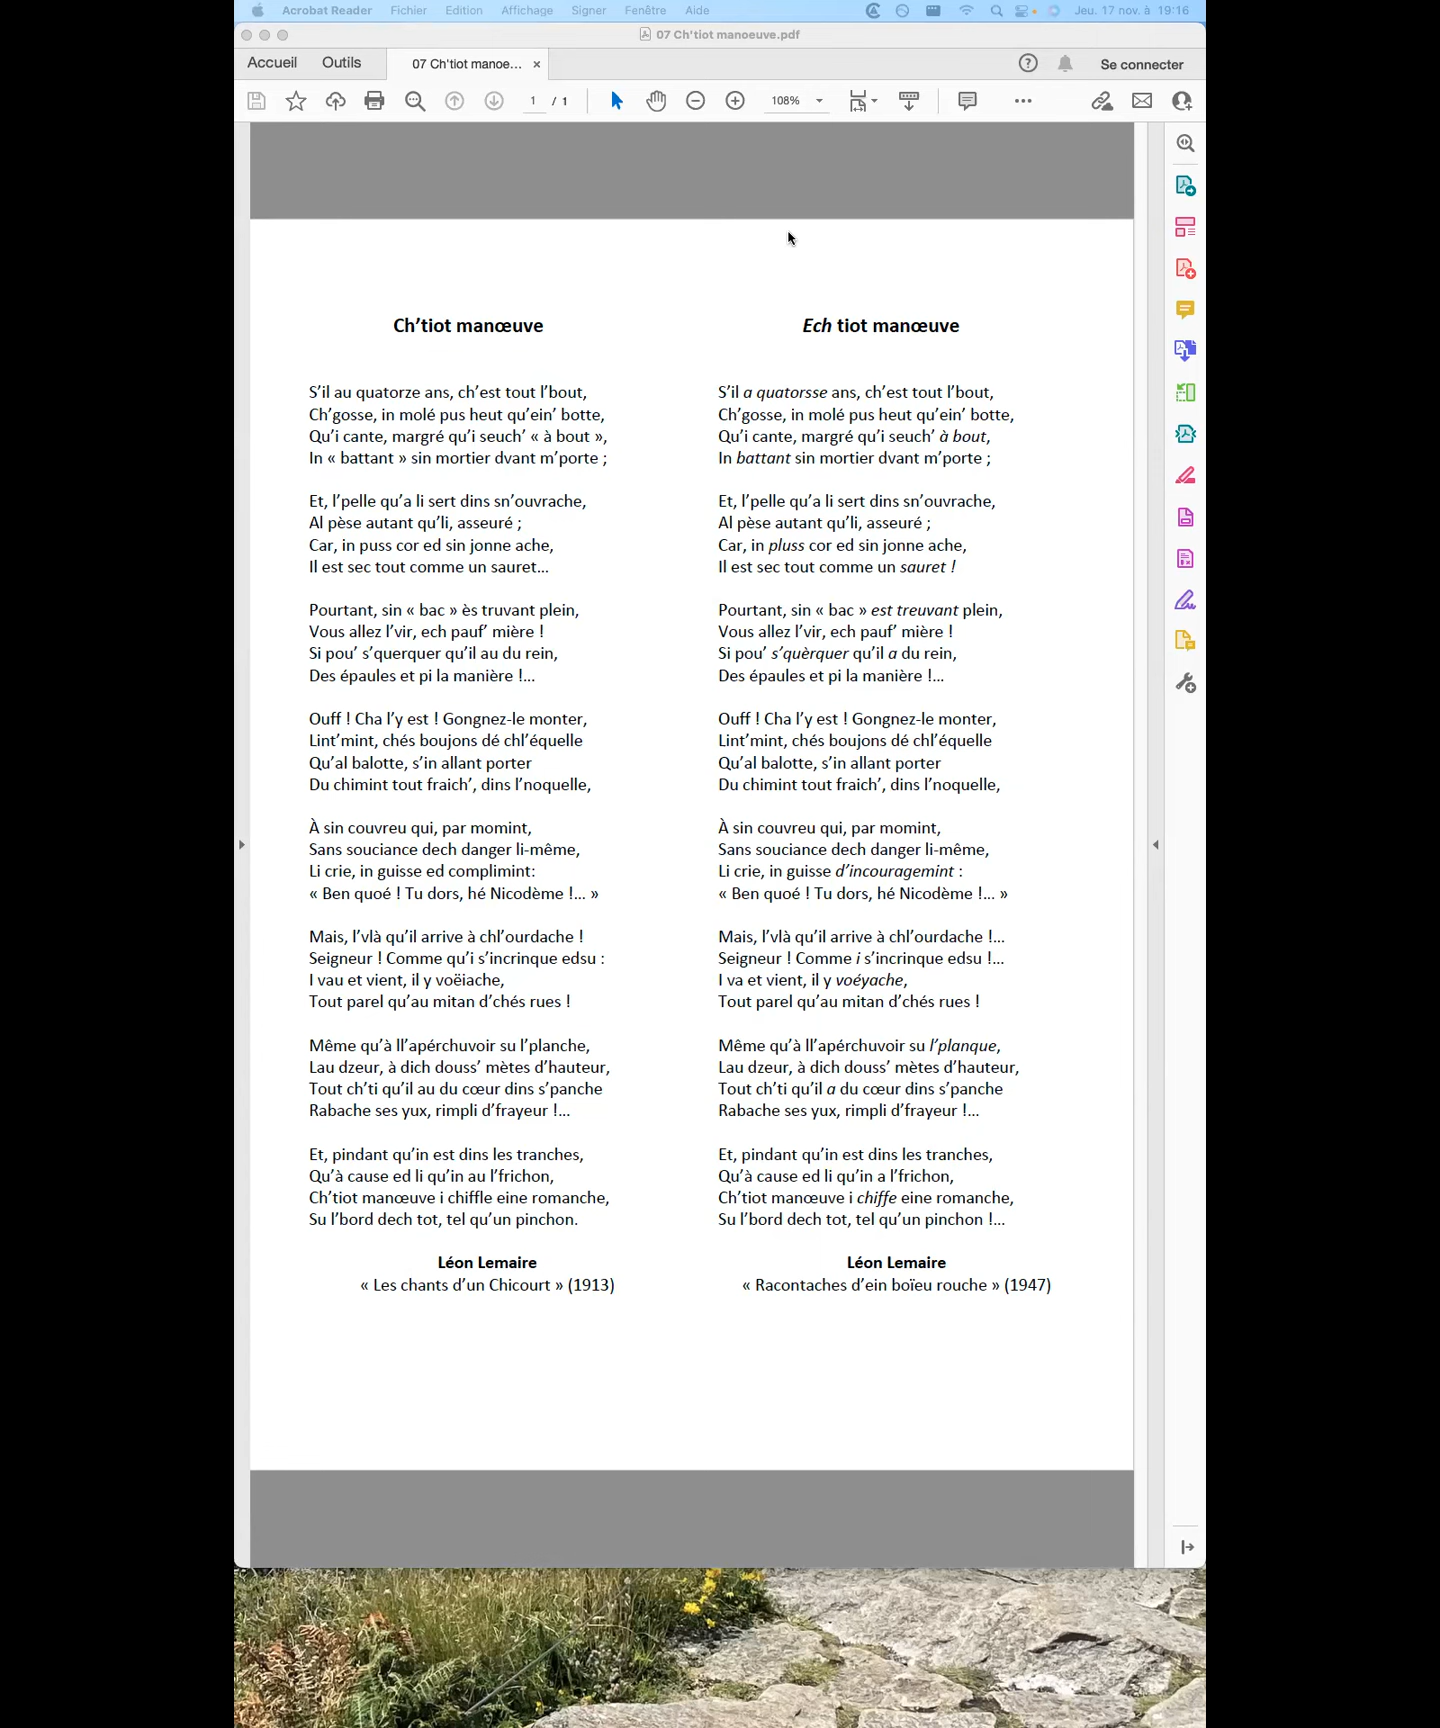 Acrobat Reader Fichier Edition Affichage Signer Fenêtre Aide Jeu. 17 nov. à 19:16
07 Ch'tiot manoeuve.pdf
Accueil Outils 07 Ch'tiot manoe... × Se connecter
1 / 1 108%
Ch’tiot manœuve
S’il au quatorze ans, ch’est tout l’bout,
Ch’gosse, in molé pus heut qu’ein’ botte,
Qu’i cante, margré qu’i seuch’ « à bout »,
In « battant » sin mortier dvant m’porte ;
Et, l’pelle qu’a li sert dins sn’ouvrache,
Al pèse autant qu’li, asseuré ;
Car, in puss cor ed sin jonne ache,
Il est sec tout comme un sauret...
Pourtant, sin « bac » ès truvant plein,
Vous allez l’vir, ech pauf’ mière !
Si pou’ s’querquer qu’il au du rein,
Des épaules et pi la manière !...
Ouff ! Cha l’y est ! Gongnez-le monter,
Lint’mint, chés boujons dé chl’équelle
Qu’al balotte, s’in allant porter
Du chimint tout fraich’, dins l’noquelle,
À sin couvreu qui, par momint,
Sans souciance dech danger li-même,
Li crie, in guisse ed complimint:
« Ben quoé ! Tu dors, hé Nicodème !... »
Mais, l’vlà qu’il arrive à chl’ourdache !
Seigneur ! Comme qu’i s’incrinque edsu :
I vau et vient, il y voëiache,
Tout parel qu’au mitan d’chés rues !
Même qu’à ll’apérchuvoir su l’planche,
Lau dzeur, à dich douss’ mètes d’hauteur,
Tout ch’ti qu’il au du cœur dins s’panche
Rabache ses yux, rimpli d’frayeur !...
Et, pindant qu’in est dins les tranches,
Qu’à cause ed li qu’in au l’frichon,
Ch’tiot manœuve i chiffle eine romanche,
Su l’bord dech tot, tel qu’un pinchon.
Léon Lemaire
« Les chants d’un Chicourt » (1913)
Ech tiot manœuve
S’il a quatorsse ans, ch’est tout l’bout,
Ch’gosse, in molé pus heut qu’ein’ botte,
Qu’i cante, margré qu’i seuch’ à bout,
In battant sin mortier dvant m’porte ;
Et, l’pelle qu’a li sert dins sn’ouvrache,
Al pèse autant qu’li, asseuré ;
Car, in pluss cor ed sin jonne ache,
Il est sec tout comme un sauret !
Pourtant, sin « bac » est treuvant plein,
Vous allez l’vir, ech pauf’ mière !
Si pou’ s’quèrquer qu’il a du rein,
Des épaules et pi la manière !...
Ouff ! Cha l’y est ! Gongnez-le monter,
Lint’mint, chés boujons dé chl’équelle
Qu’al balotte, s’in allant porter
Du chimint tout fraich’, dins l’noquelle,
À sin couvreu qui, par momint,
Sans souciance dech danger li-même,
Li crie, in guisse d’incouragemint :
« Ben quoé ! Tu dors, hé Nicodème !... »
Mais, l’vlà qu’il arrive à chl’ourdache !...
Seigneur ! Comme i s’incrinque edsu !...
I va et vient, il y voéyache,
Tout parel qu’au mitan d’chés rues !
Même qu’à ll’apérchuvoir su l’planque,
Lau dzeur, à dich douss’ mètes d’hauteur,
Tout ch’ti qu’il a du cœur dins s’panche
Rabache ses yux, rimpli d’frayeur !...
Et, pindant qu’in est dins les tranches,
Qu’à cause ed li qu’in a l’frichon,
Ch’tiot manœuve i chiffe eine romanche,
Su l’bord dech tot, tel qu’un pinchon !...
Léon Lemaire
« Racontaches d’ein boïeu rouche » (1947)